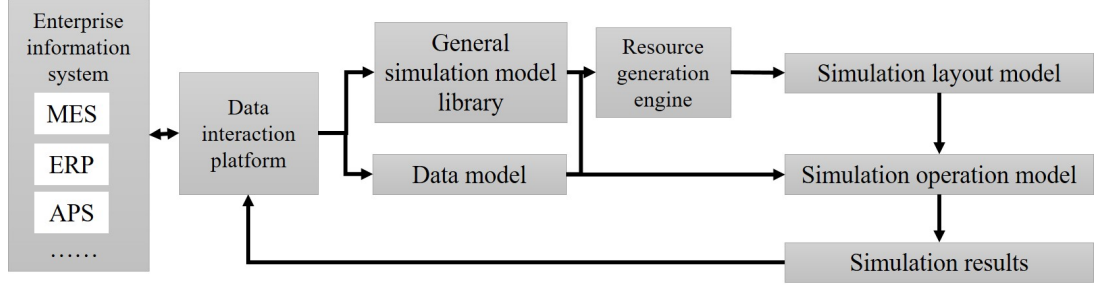 Enterprise
information
system
MES
ERP
APS
……
Data
interaction
platform
General
simulation model
library
Data model
Resource
generation
engine
Simulation layout model
Simulation operation model
Simulation results